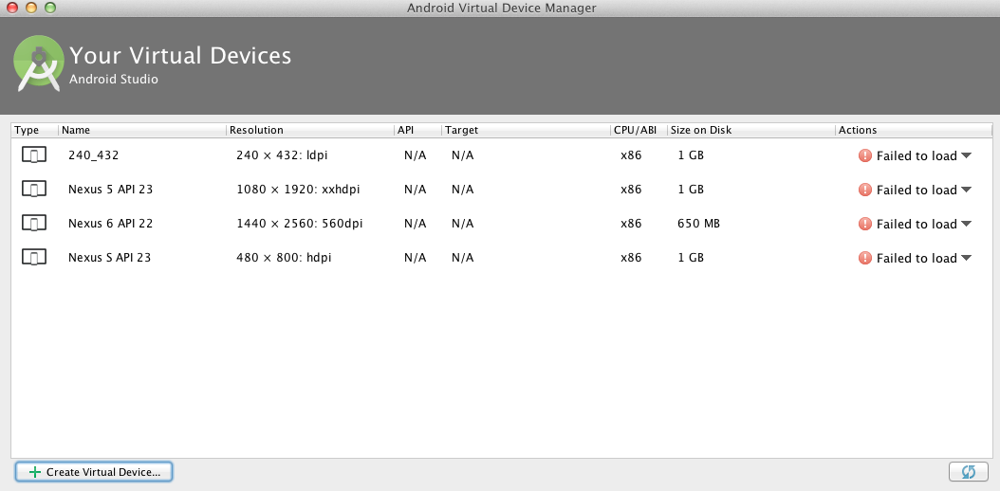 Android Virtual Device Manager
Your Virtual Devices
Android Studio
Type Name Resolution API Target CPU/ABI Size on Disk Actions
240_432 240 × 432: ldpi N/A N/A x86 1 GB Failed to load
Nexus 5 API 23 1080 × 1920: xxhdpi N/A N/A x86 1 GB Failed to load
Nexus 6 API 22 1440 × 2560: 560dpi N/A N/A x86 650 MB Failed to load
Nexus S API 23 480 × 800: hdpi N/A N/A x86 1 GB Failed to load
Create Virtual Device...